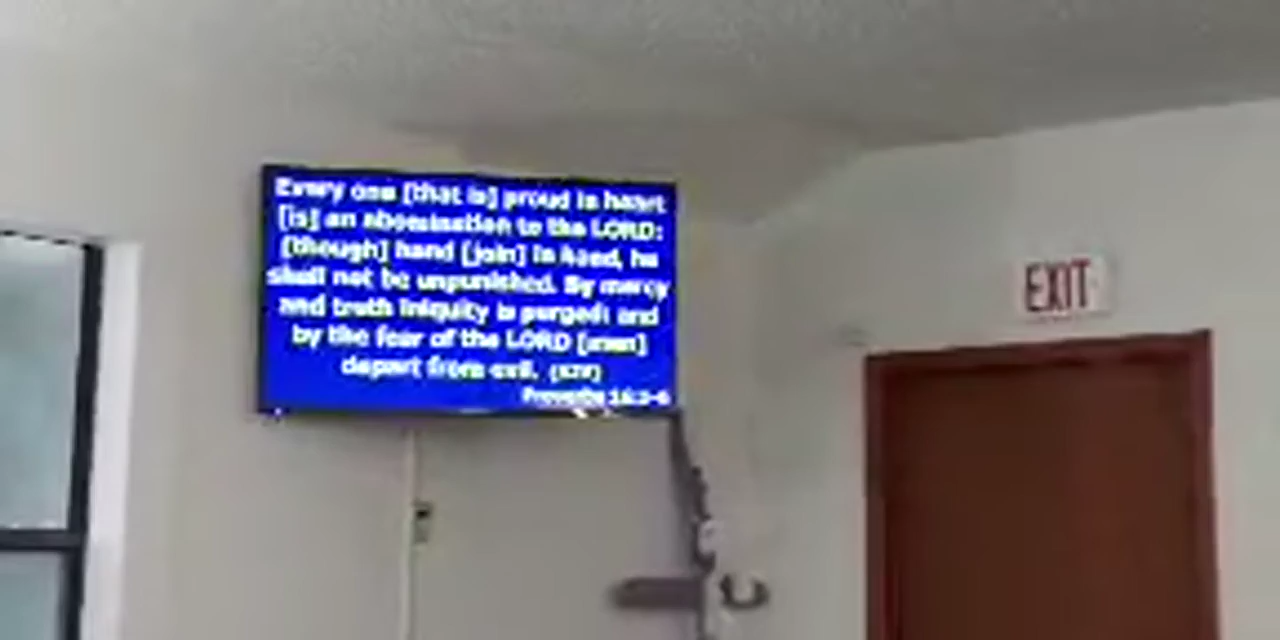 Every one [that is] proud in heart
[is] an abomination to the LORD:
[though] hand [join] in hand, he
shall not be unpunished. By mercy
and truth iniquity is purged: and
by the fear of the LORD [men]
depart from evil. (KJV)
Proverbs 16:5-6
EXIT